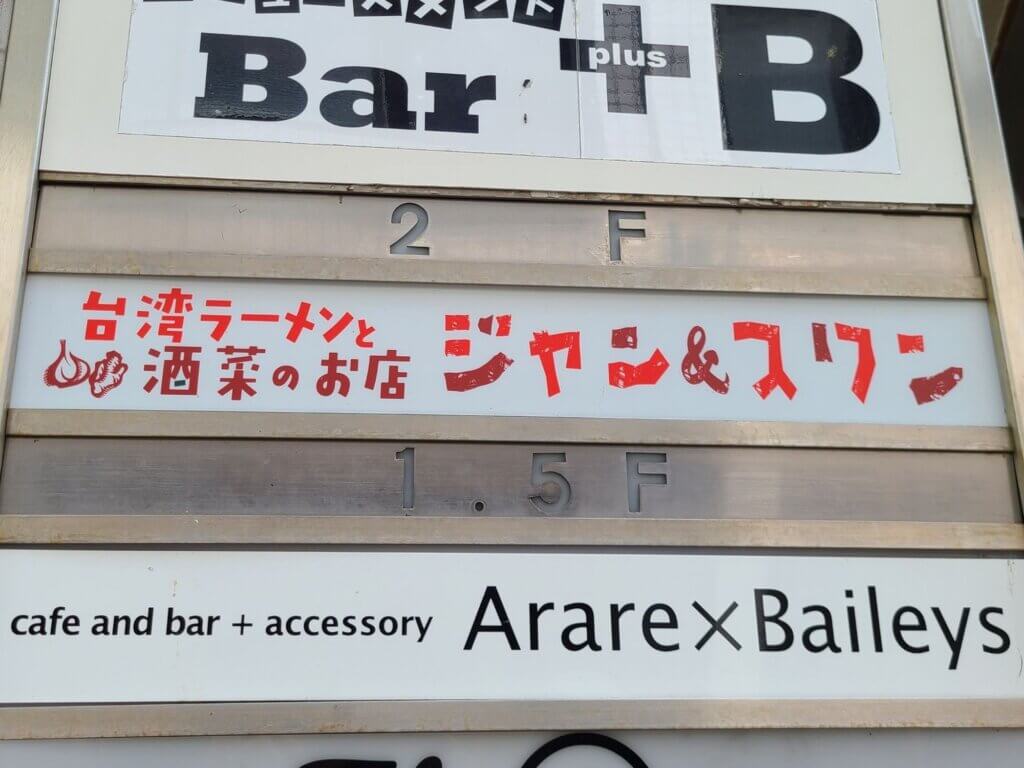 Bar plus B
2 F
台湾ラーメンと
酒菜のお店
ジャン&スワン
1.5F
cafe and bar + accessory Arare×Baileys